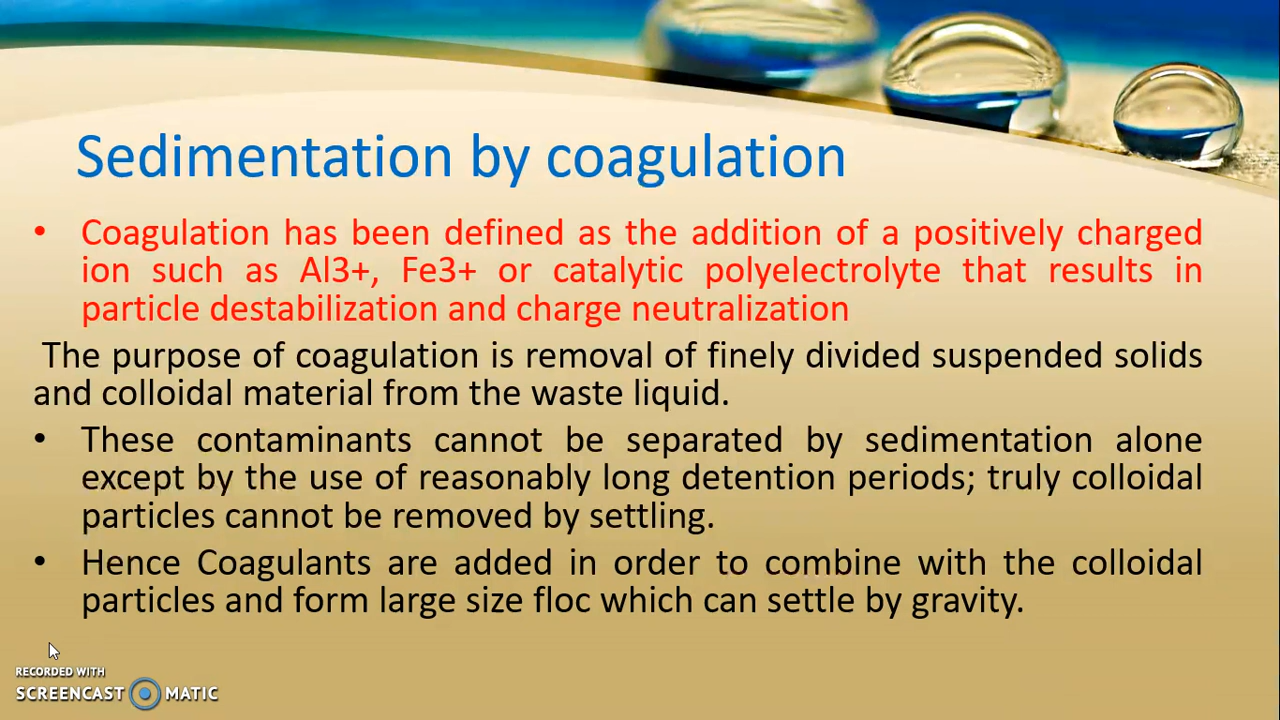 Sedimentation by coagulation
• Coagulation has been defined as the addition of a positively charged
ion such as Al3+, Fe3+ or catalytic polyelectrolyte that results in
particle destabilization and charge neutralization
The purpose of coagulation is removal of finely divided suspended solids
and colloidal material from the waste liquid.
• These contaminants cannot be separated by sedimentation alone
except by the use of reasonably long detention periods; truly colloidal
particles cannot be removed by settling.
• Hence Coagulants are added in order to combine with the colloidal
particles and form large size floc which can settle by gravity.
RECORDED WITH
SCREENCAST MATIC